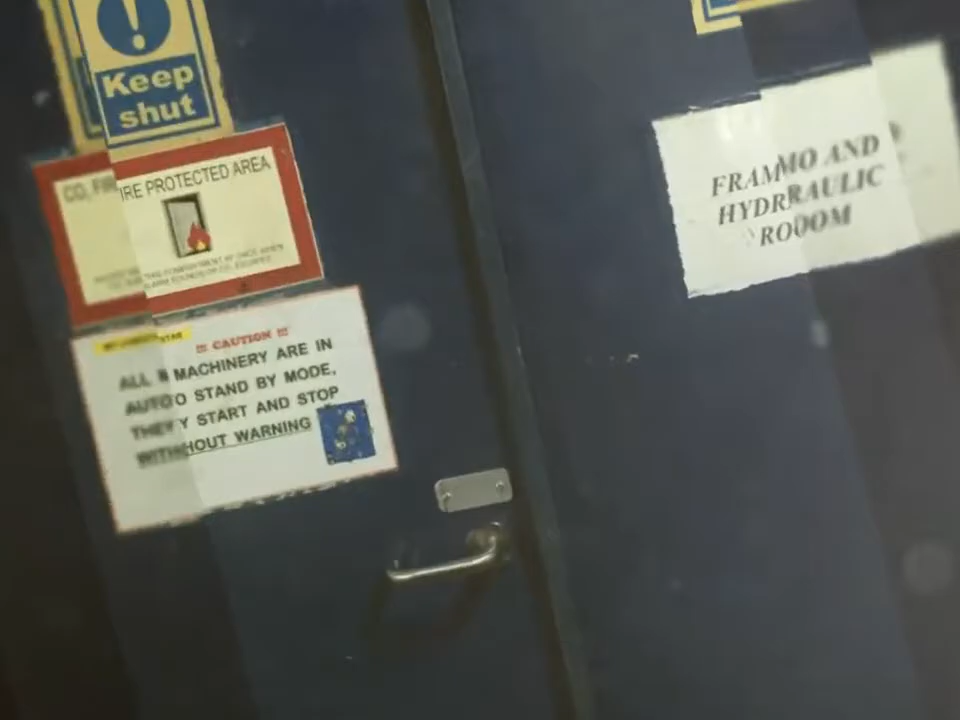 Keep
shut
CO₂ FIRE PROTECTED AREA
!!! CAUTION !!!
ALL MACHINERY ARE IN
AUTO STAND BY MODE,
THEY START AND STOP
WITHOUT WARNING
FRAMMO AND
HYDRAULIC
ROOM